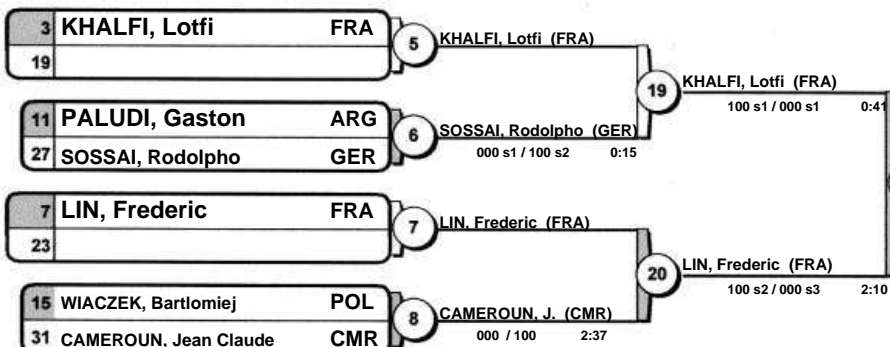 3 KHALFI, Lotfi FRA
19
5
KHALFI, Lotfi (FRA)
11 PALUDI, Gaston ARG
27 SOSSAI, Rodolpho GER
6
SOSSAI, Rodolpho (GER)
000 s1 / 100 s2 0:15
19
KHALFI, Lotfi (FRA)
100 s1 / 000 s1 0:41
7 LIN, Frederic FRA
23
7
LIN, Frederic (FRA)
15 WIACZEK, Bartlomiej POL
31 CAMEROUN, Jean Claude CMR
8
CAMEROUN, J. (CMR)
000 / 100 2:37
20
LIN, Frederic (FRA)
100 s2 / 000 s3 2:10